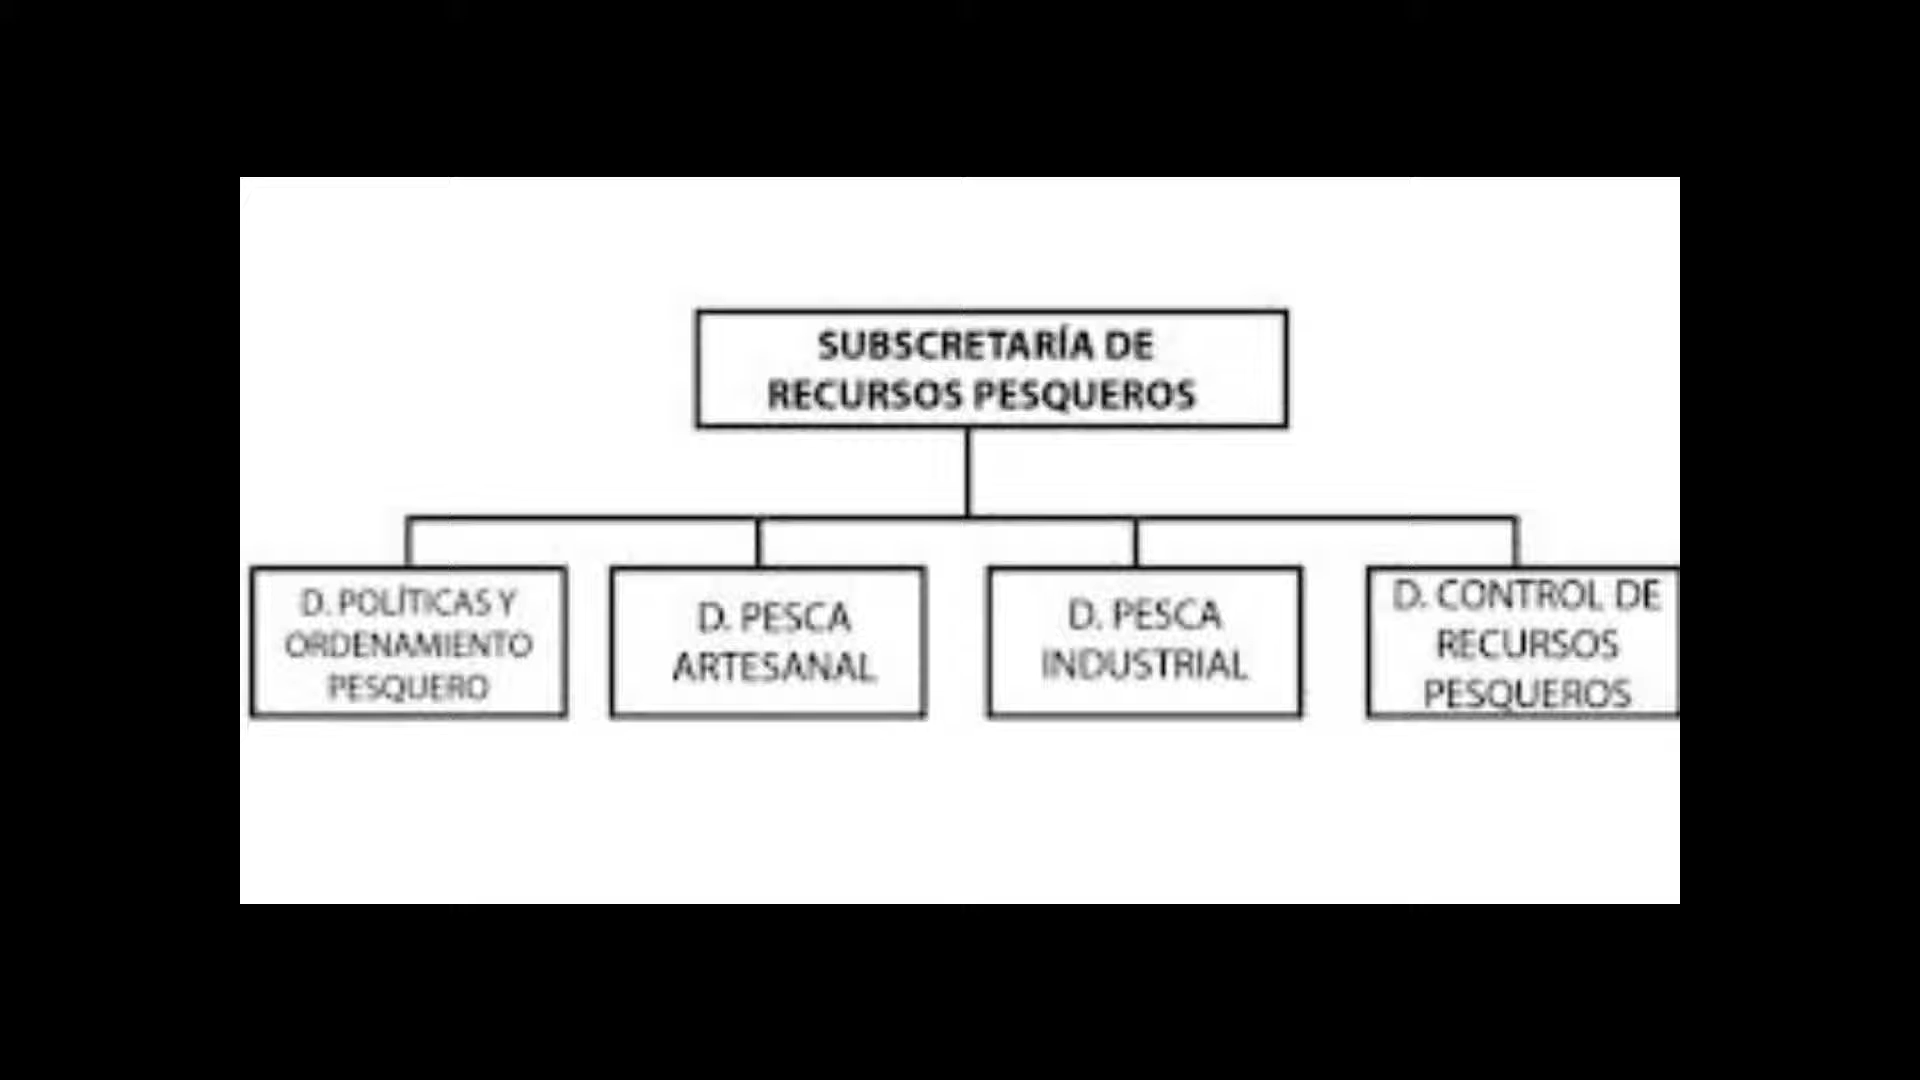 SUBSCRETARÍA DE
RECURSOS PESQUEROS
D. POLÍTICAS Y
ORDENAMIENTO
PESQUERO
D. PESCA
ARTESANAL
D. PESCA
INDUSTRIAL
D. CONTROL DE
RECURSOS
PESQUEROS